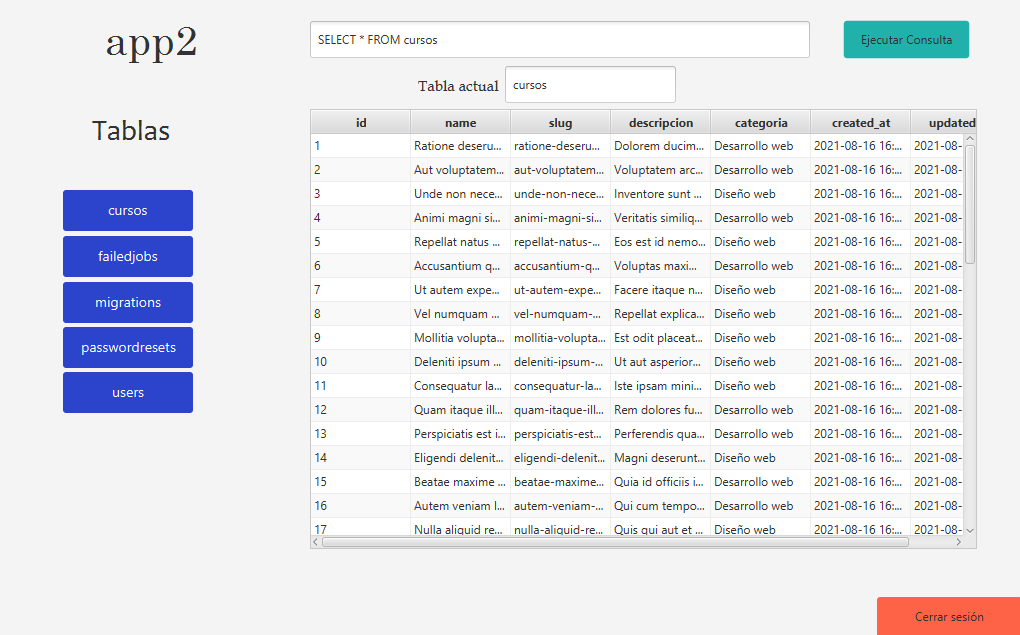 app2
SELECT * FROM cursos
Ejecutar Consulta
Tabla actual
cursos
Tablas
cursos
failedjobs
migrations
passwordresets
users
id name slug descripcion categoria created_at updated
1 Ratione deseru... ratione-deseru... Dolorem ducim... Desarrollo web 2021-08-16 16:... 2021-08-
2 Aut voluptatem... aut-voluptatem... Voluptatem arc... Desarrollo web 2021-08-16 16:... 2021-08-
3 Unde non nece... unde-non-nece... Inventore sunt ... Diseño web 2021-08-16 16:... 2021-08-
4 Animi magni si... animi-magni-si... Veritatis similiq... Desarrollo web 2021-08-16 16:... 2021-08-
5 Repellat natus ... repellat-natus-... Eos est id nemo... Diseño web 2021-08-16 16:... 2021-08-
6 Accusantium q... accusantium-q... Voluptas maxi... Desarrollo web 2021-08-16 16:... 2021-08-
7 Ut autem expe... ut-autem-expe... Facere itaque n... Diseño web 2021-08-16 16:... 2021-08-
8 Vel numquam ... vel-numquam-... Repellat explica... Diseño web 2021-08-16 16:... 2021-08-
9 Mollitia volupta... mollitia-volupta... Est odit placeat... Diseño web 2021-08-16 16:... 2021-08-
10 Deleniti ipsum ... deleniti-ipsum-... Ut aut asperior... Diseño web 2021-08-16 16:... 2021-08-
11 Consequatur la... consequatur-la... Iste ipsam mini... Diseño web 2021-08-16 16:... 2021-08-
12 Quam itaque ill... quam-itaque-ill... Rem dolores fu... Desarrollo web 2021-08-16 16:... 2021-08-
13 Perspiciatis est i... perspiciatis-est... Perferendis qua... Desarrollo web 2021-08-16 16:... 2021-08-
14 Eligendi delenit... eligendi-delenit... Magni deserunt... Diseño web 2021-08-16 16:... 2021-08-
15 Beatae maxime ... beatae-maxime... Quia id officiis i... Desarrollo web 2021-08-16 16:... 2021-08-
16 Autem veniam l... autem-veniam-... Qui cum tempo... Desarrollo web 2021-08-16 16:... 2021-08-
17 Nulla aliquid re... nulla-aliquid-re... Quis qui aut et ... Diseño web 2021-08-16 16:... 2021-08-
Cerrar sesión